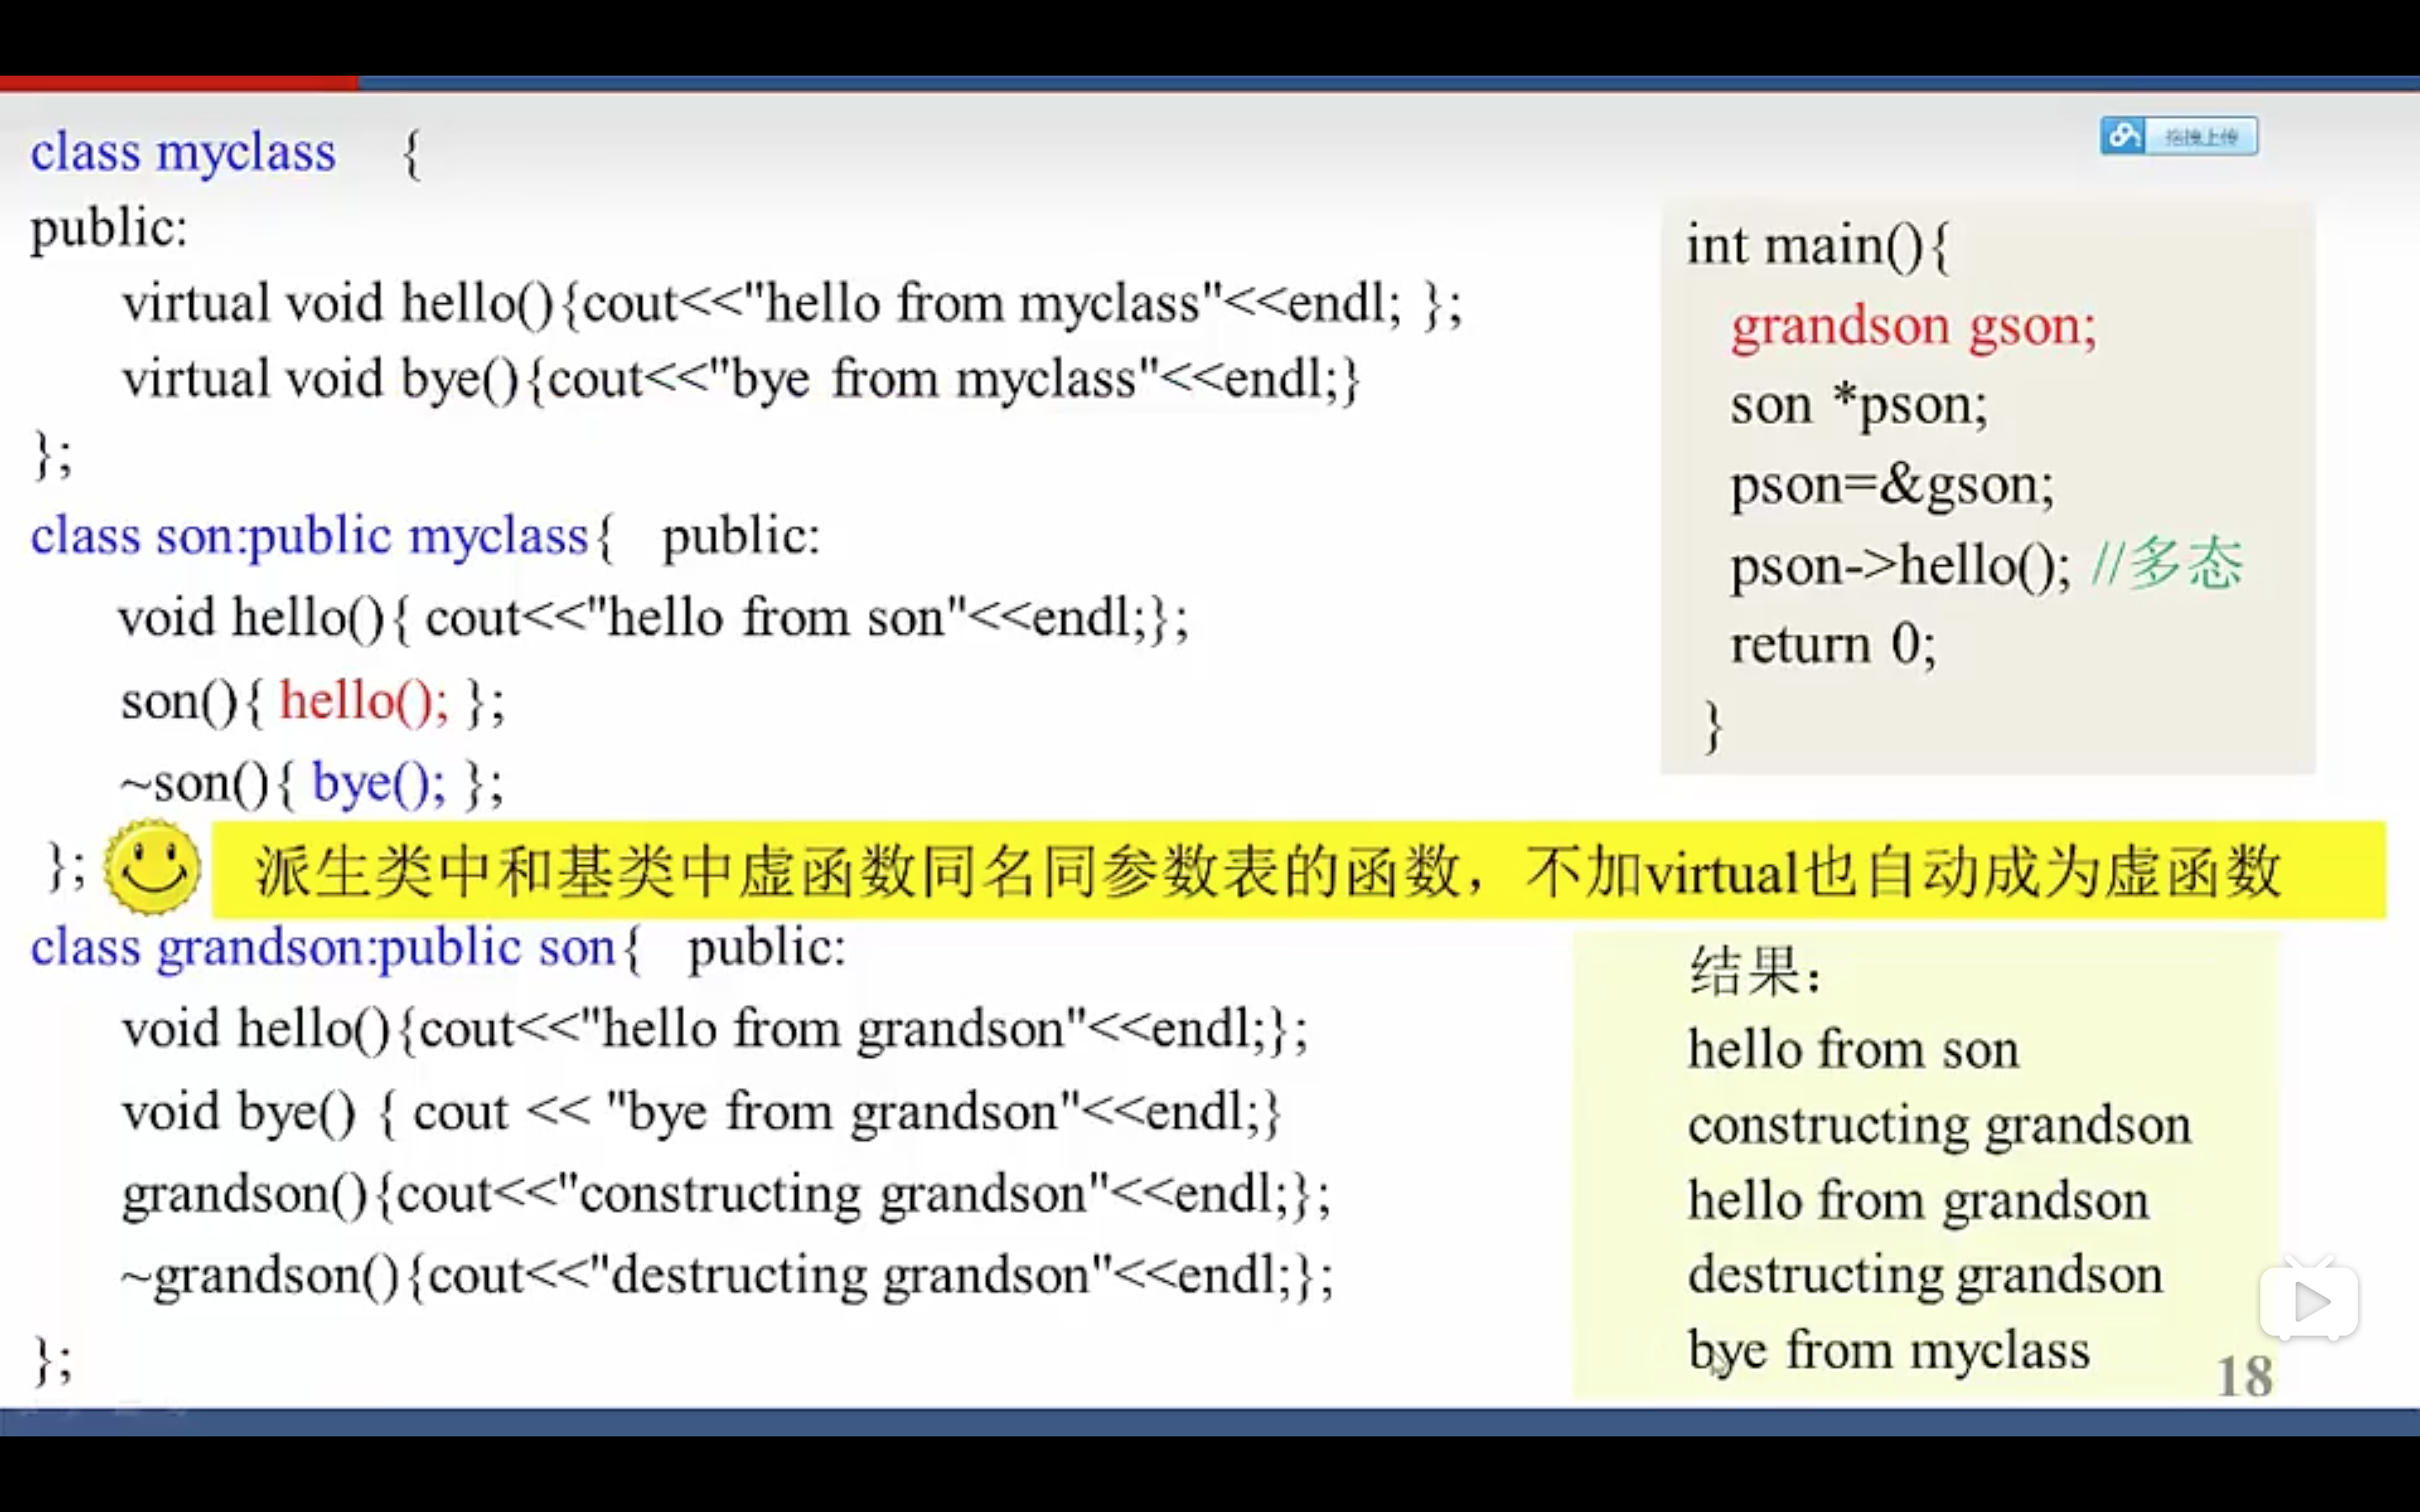 class myclass {
public:
virtual void hello(){cout<<"hello from myclass"<<endl; };
virtual void bye(){cout<<"bye from myclass"<<endl;}
};
class son:public myclass{ public:
void hello(){ cout<<"hello from son"<<endl;};
son(){ hello(); };
~son(){ bye(); };
};
派生类中和基类中虚函数同名同参数表的函数，不加virtual也自动成为虚函数
class grandson:public son{ public:
void hello(){cout<<"hello from grandson"<<endl;};
void bye() { cout << "bye from grandson"<<endl;}
grandson(){cout<<"constructing grandson"<<endl;};
~grandson(){cout<<"destructing grandson"<<endl;};
};
拖拽上传
int main(){
grandson gson;
son *pson;
pson=&gson;
pson->hello(); //多态
return 0;
}
结果：
hello from son
constructing grandson
hello from grandson
destructing grandson
bye from myclass
18